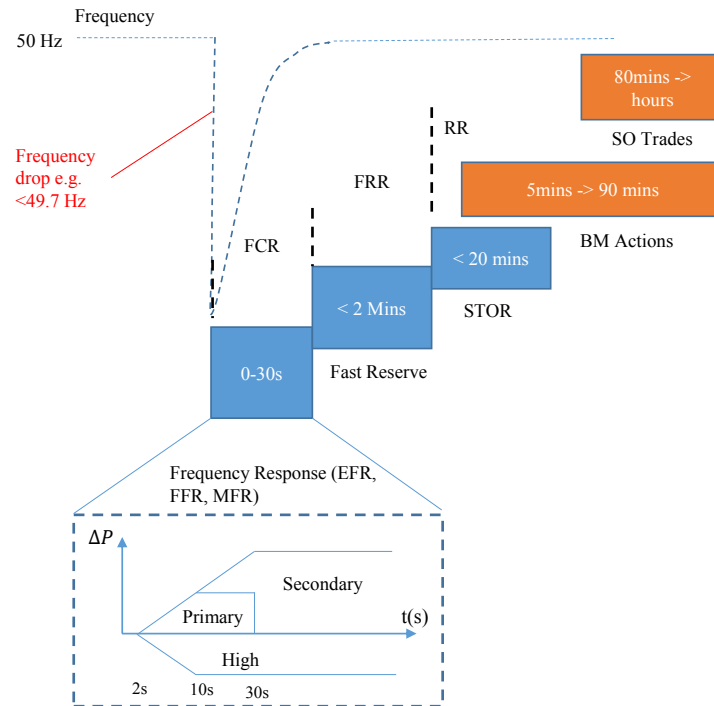 Frequency
50 Hz
80mins ->
hours
SO Trades
RR
Frequency
drop e.g.
<49.7 Hz
FRR
5mins -> 90 mins
FCR
BM Actions
< 20 mins
< 2 Mins
STOR
0-30s
Fast Reserve
Frequency Response (EFR,
FFR, MFR)
ΔP
Secondary
Primary
t(s)
High
2s
10s
30s